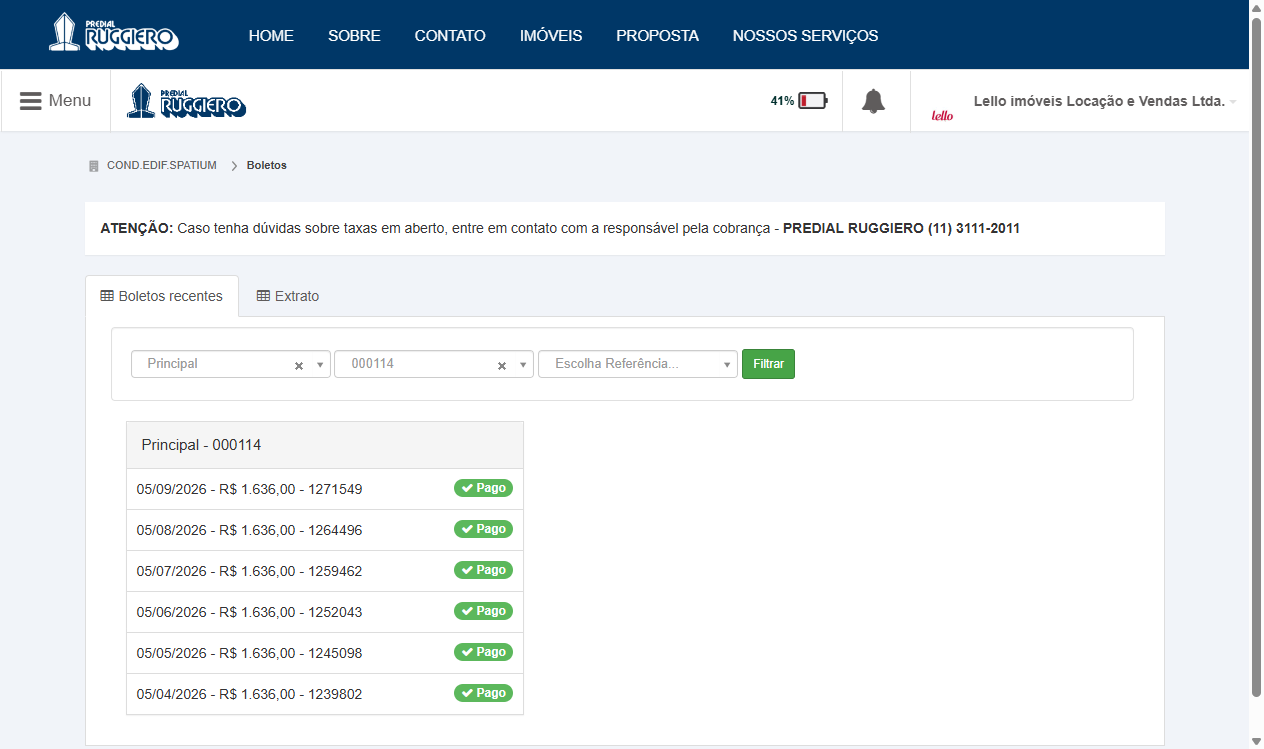 PREDIAL
RUGGIERO
HOME SOBRE CONTATO IMÓVEIS PROPOSTA NOSSOS SERVIÇOS
Menu
PREDIAL
RUGGIERO
41%
lello
Lello imóveis Locação e Vendas Ltda.
COND.EDIF.SPATIUM > Boletos
ATENÇÃO: Caso tenha dúvidas sobre taxas em aberto, entre em contato com a responsável pela cobrança - PREDIAL RUGGIERO (11) 3111-2011
Boletos recentes Extrato
Principal × 000114 × Escolha Referência... Filtrar
Principal - 000114
05/09/2026 - R$ 1.636,00 - 1271549 Pago
05/08/2026 - R$ 1.636,00 - 1264496 Pago
05/07/2026 - R$ 1.636,00 - 1259462 Pago
05/06/2026 - R$ 1.636,00 - 1252043 Pago
05/05/2026 - R$ 1.636,00 - 1245098 Pago
05/04/2026 - R$ 1.636,00 - 1239802 Pago